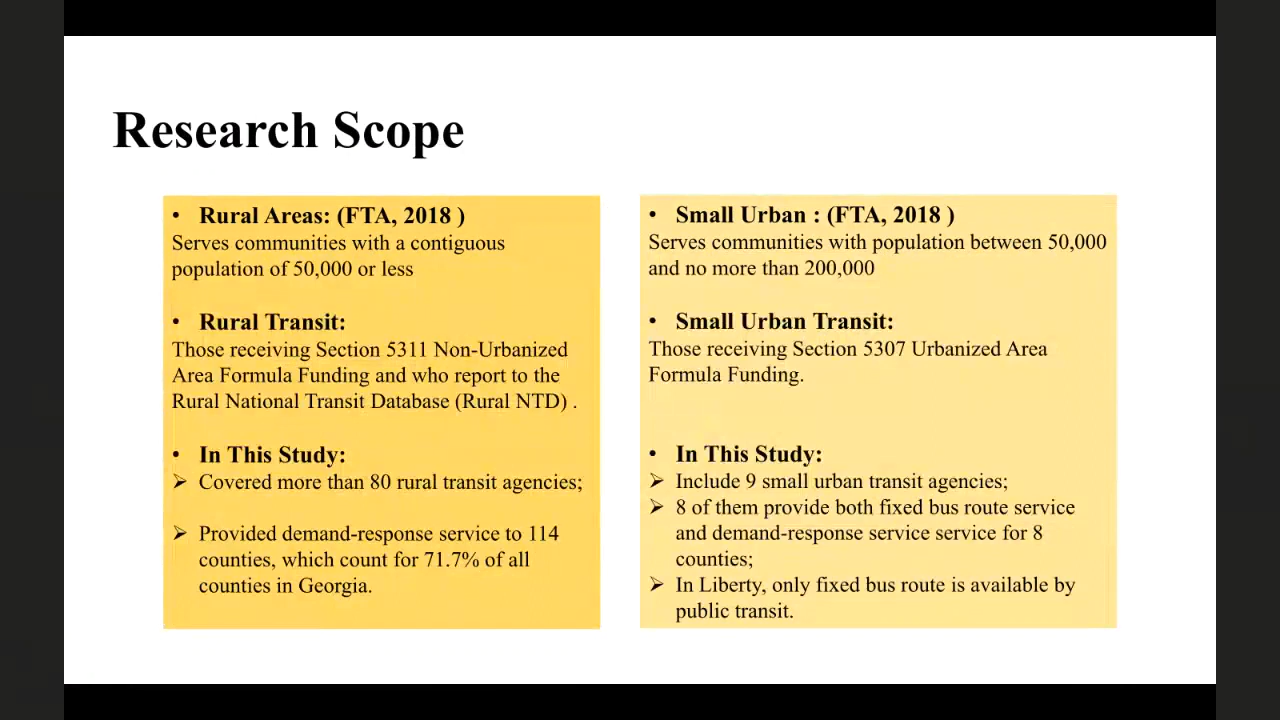 Research Scope
• Rural Areas: (FTA, 2018 )
Serves communities with a contiguous
population of 50,000 or less
• Rural Transit:
Those receiving Section 5311 Non-Urbanized
Area Formula Funding and who report to the
Rural National Transit Database (Rural NTD) .
• In This Study:
➢ Covered more than 80 rural transit agencies;
➢ Provided demand-response service to 114
counties, which count for 71.7% of all
counties in Georgia.
• Small Urban : (FTA, 2018 )
Serves communities with population between 50,000
and no more than 200,000
• Small Urban Transit:
Those receiving Section 5307 Urbanized Area
Formula Funding.
• In This Study:
➢ Include 9 small urban transit agencies;
➢ 8 of them provide both fixed bus route service
and demand-response service service for 8
counties;
➢ In Liberty, only fixed bus route is available by
public transit.